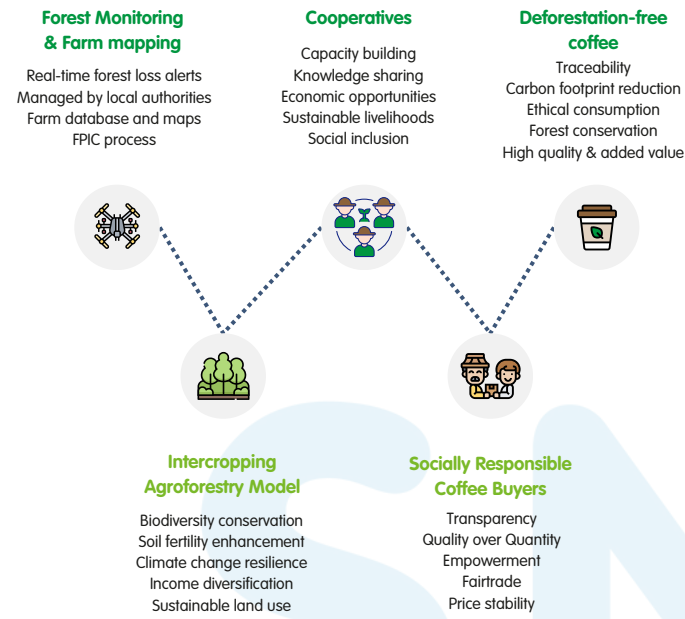 Forest Monitoring
& Farm mapping
Real-time forest loss alerts
Managed by local authorities
Farm database and maps
FPIC process
Cooperatives
Capacity building
Knowledge sharing
Economic opportunities
Sustainable livelihoods
Social inclusion
Deforestation-free
coffee
Traceability
Carbon footprint reduction
Ethical consumption
Forest conservation
High quality & added value
Intercropping
Agroforestry Model
Biodiversity conservation
Soil fertility enhancement
Climate change resilience
Income diversification
Sustainable land use
Socially Responsible
Coffee Buyers
Transparency
Quality over Quantity
Empowerment
Fairtrade
Price stability